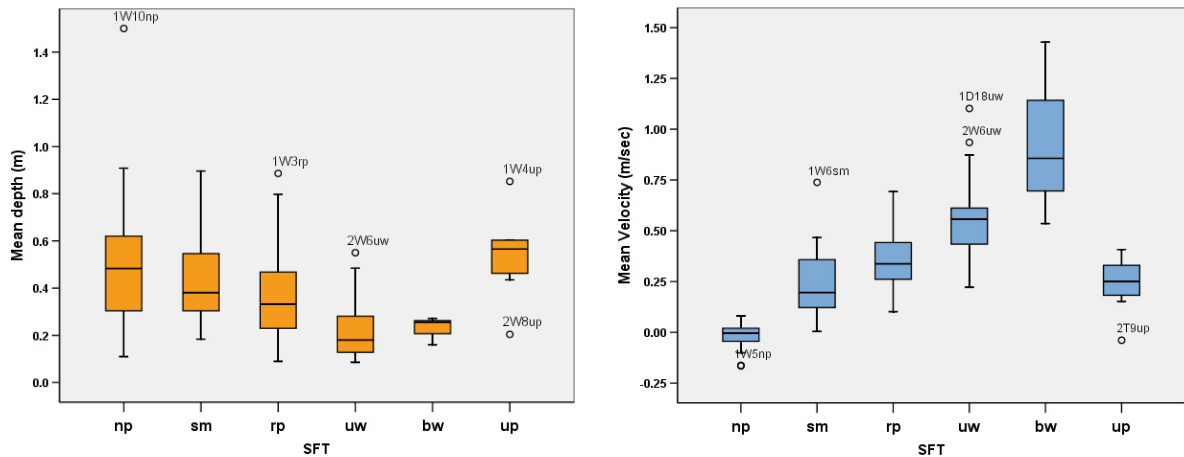 1W10np
1.4
1.2
1.0
0.8
0.6
0.4
0.2
0.0
Mean depth (m)
1W3rp
2W6uw
1W4up
2W8up
np sm rp uw bw up
SFT
1.50
1.25
1.00
0.75
0.50
0.25
0.00
-0.25
Mean Velocity (m/sec)
1D18uw
2W6uw
1W6sm
1W5np
2T9up
np sm rp uw bw up
SFT